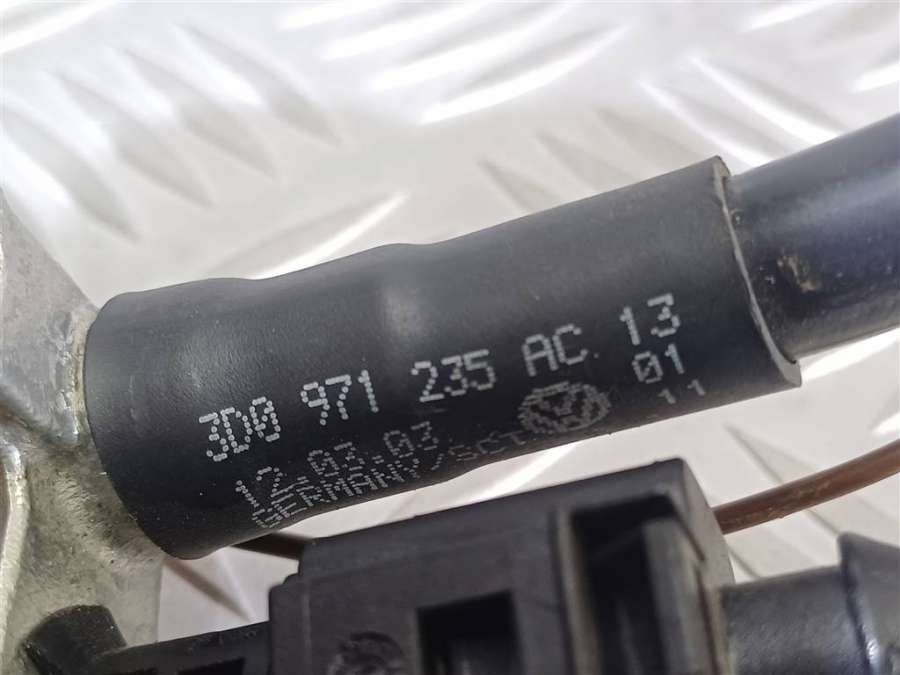 3D0 971 235 AC 13
01
11
12.03.03
GERMANY/SCT